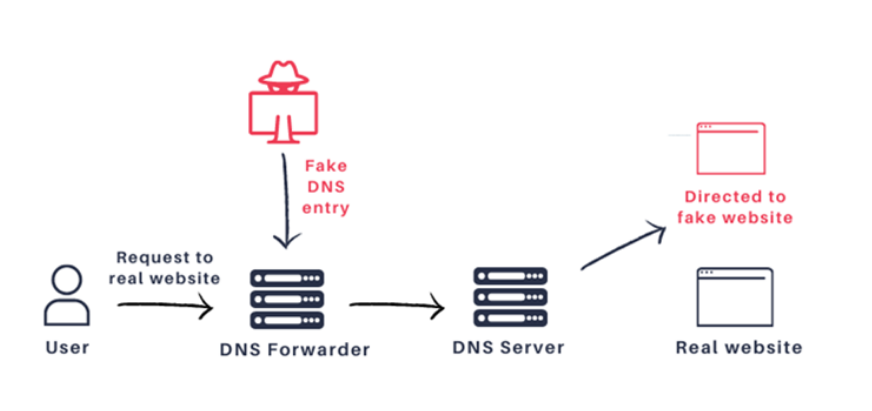 Fake
DNS
entry
Directed to
fake website
Request to
real website
User
DNS Forwarder
DNS Server
Real website